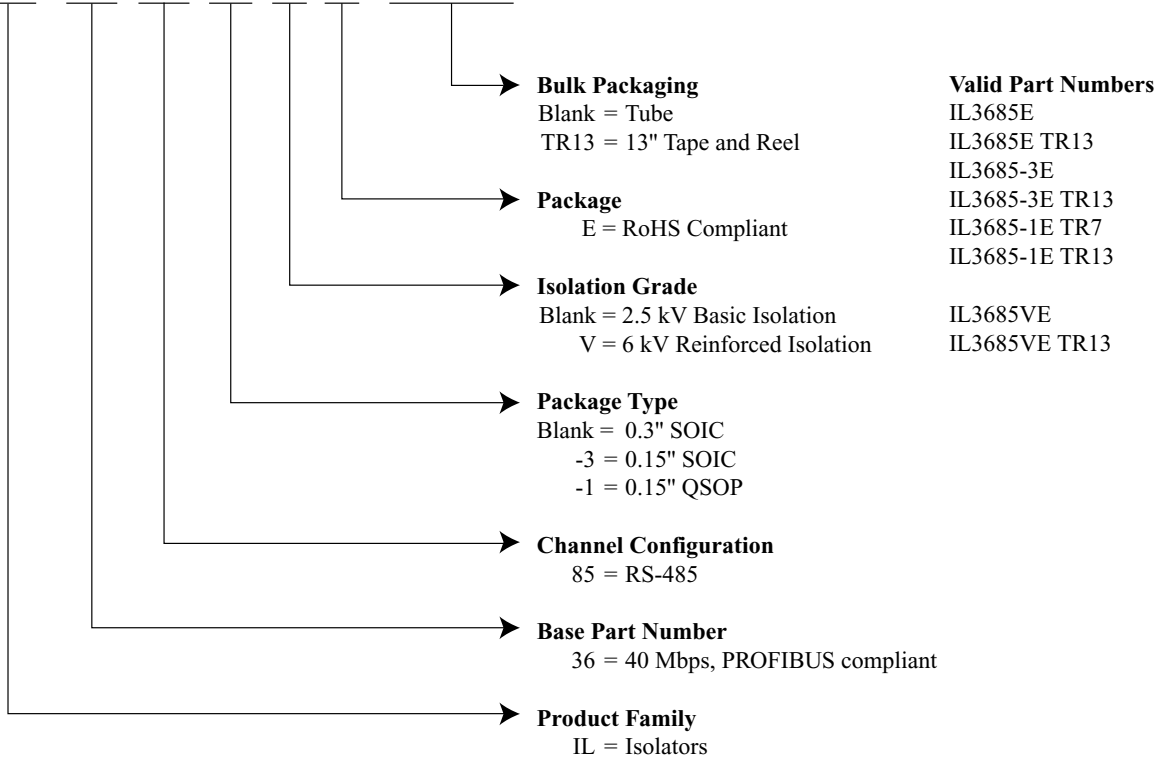 Bulk Packaging
Blank = Tube
TR13 = 13" Tape and Reel
Package
E = RoHS Compliant
Isolation Grade
Blank = 2.5 kV Basic Isolation
V = 6 kV Reinforced Isolation
Package Type
Blank = 0.3" SOIC
-3 = 0.15" SOIC
-1 = 0.15" QSOP
Channel Configuration
85 = RS-485
Base Part Number
36 = 40 Mbps, PROFIBUS compliant
Product Family
IL = Isolators
Valid Part Numbers
IL3685E
IL3685E TR13
IL3685-3E
IL3685-3E TR13
IL3685-1E TR7
IL3685-1E TR13
IL3685VE
IL3685VE TR13